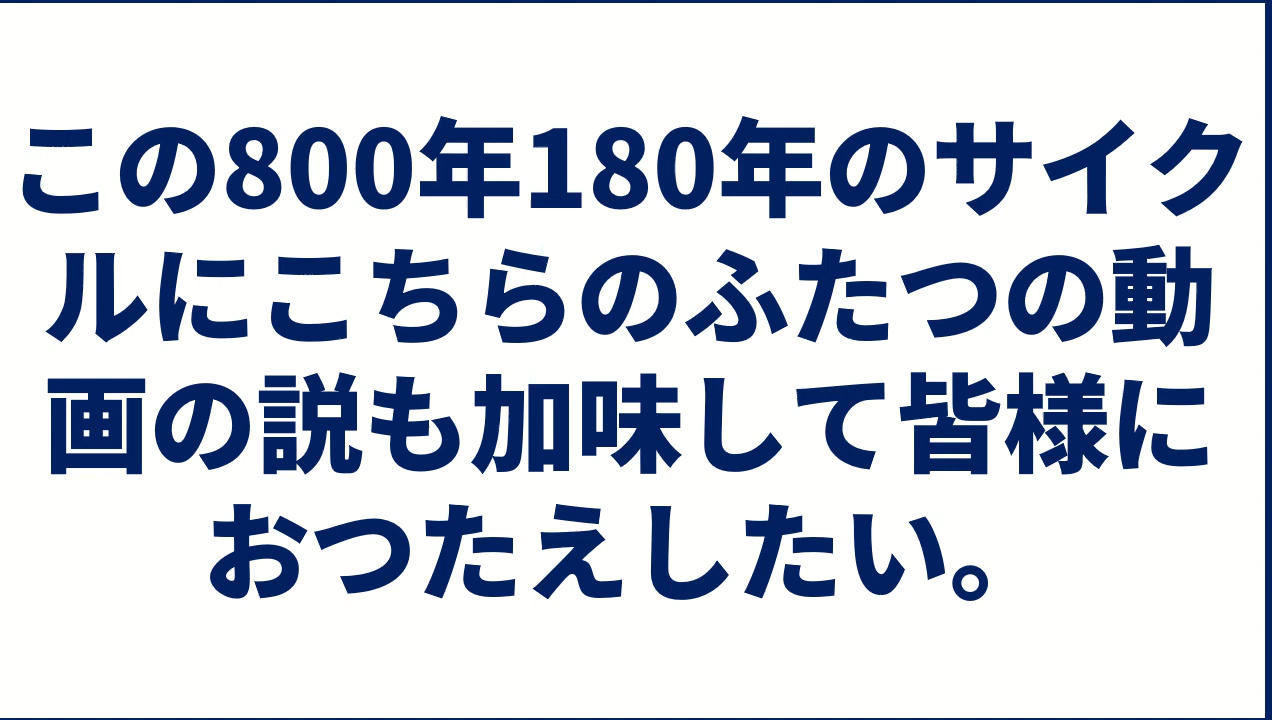 この800年180年のサイク
ルにこちらのふたつの動
画の説も加味して皆様に
おつたえしたい。